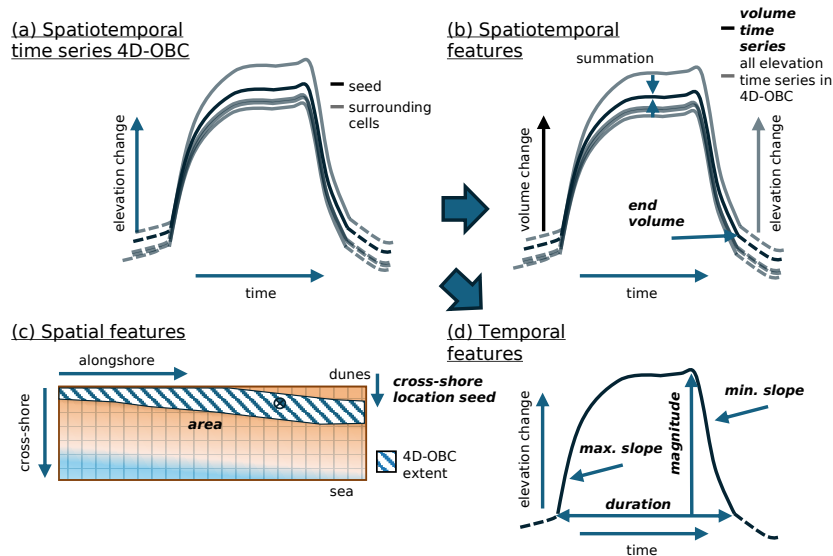 (a) Spatiotemporal
time series 4D-OBC
seed
surrounding
cells
elevation change
time
(b) Spatiotemporal
features
volume
time
series
all elevation
time series in
4D-OBC
summation
volume change
elevation change
end
volume
time
(c) Spatial features
alongshore
dunes
cross-shore
cross-shore
location seed
area
4D-OBC
extent
sea
(d) Temporal
features
elevation change
min. slope
magnitude
max. slope
duration
time